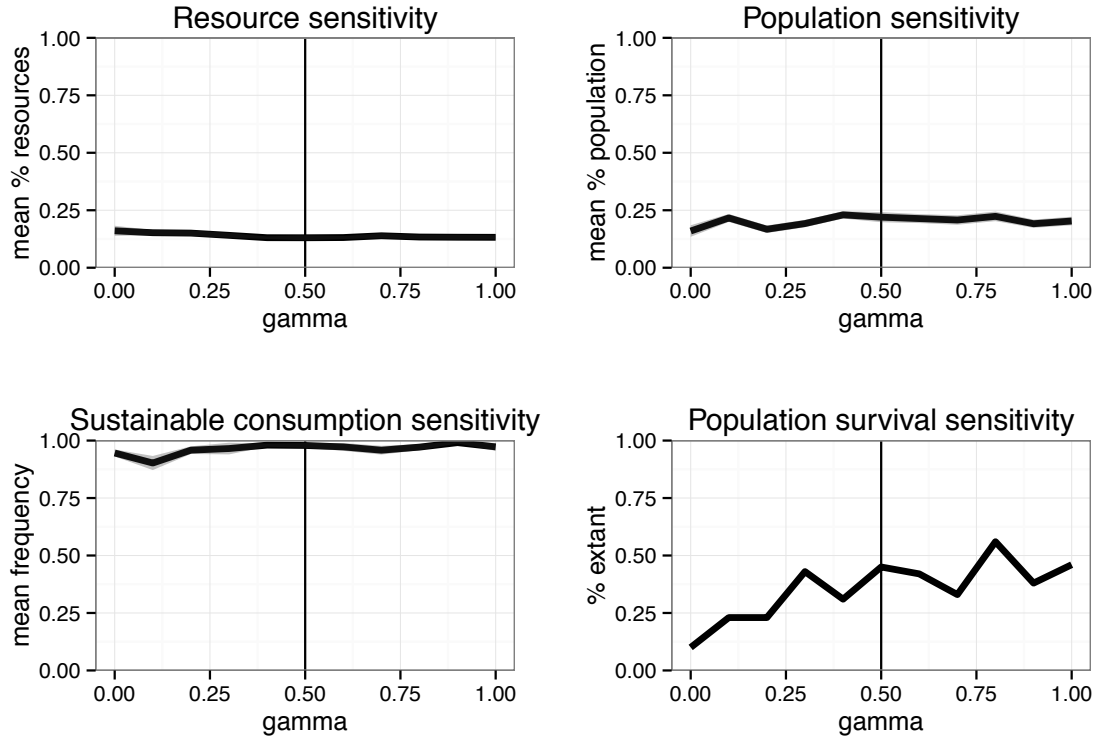 Resource sensitivity
mean % resources
1.00
0.75
0.50
0.25
0.00
0.00 0.25 0.50 0.75 1.00
gamma
Population sensitivity
mean % population
1.00
0.75
0.50
0.25
0.00
0.00 0.25 0.50 0.75 1.00
gamma
Sustainable consumption sensitivity
mean frequency
1.00
0.75
0.50
0.25
0.00
0.00 0.25 0.50 0.75 1.00
gamma
Population survival sensitivity
% extant
1.00
0.75
0.50
0.25
0.00
0.00 0.25 0.50 0.75 1.00
gamma